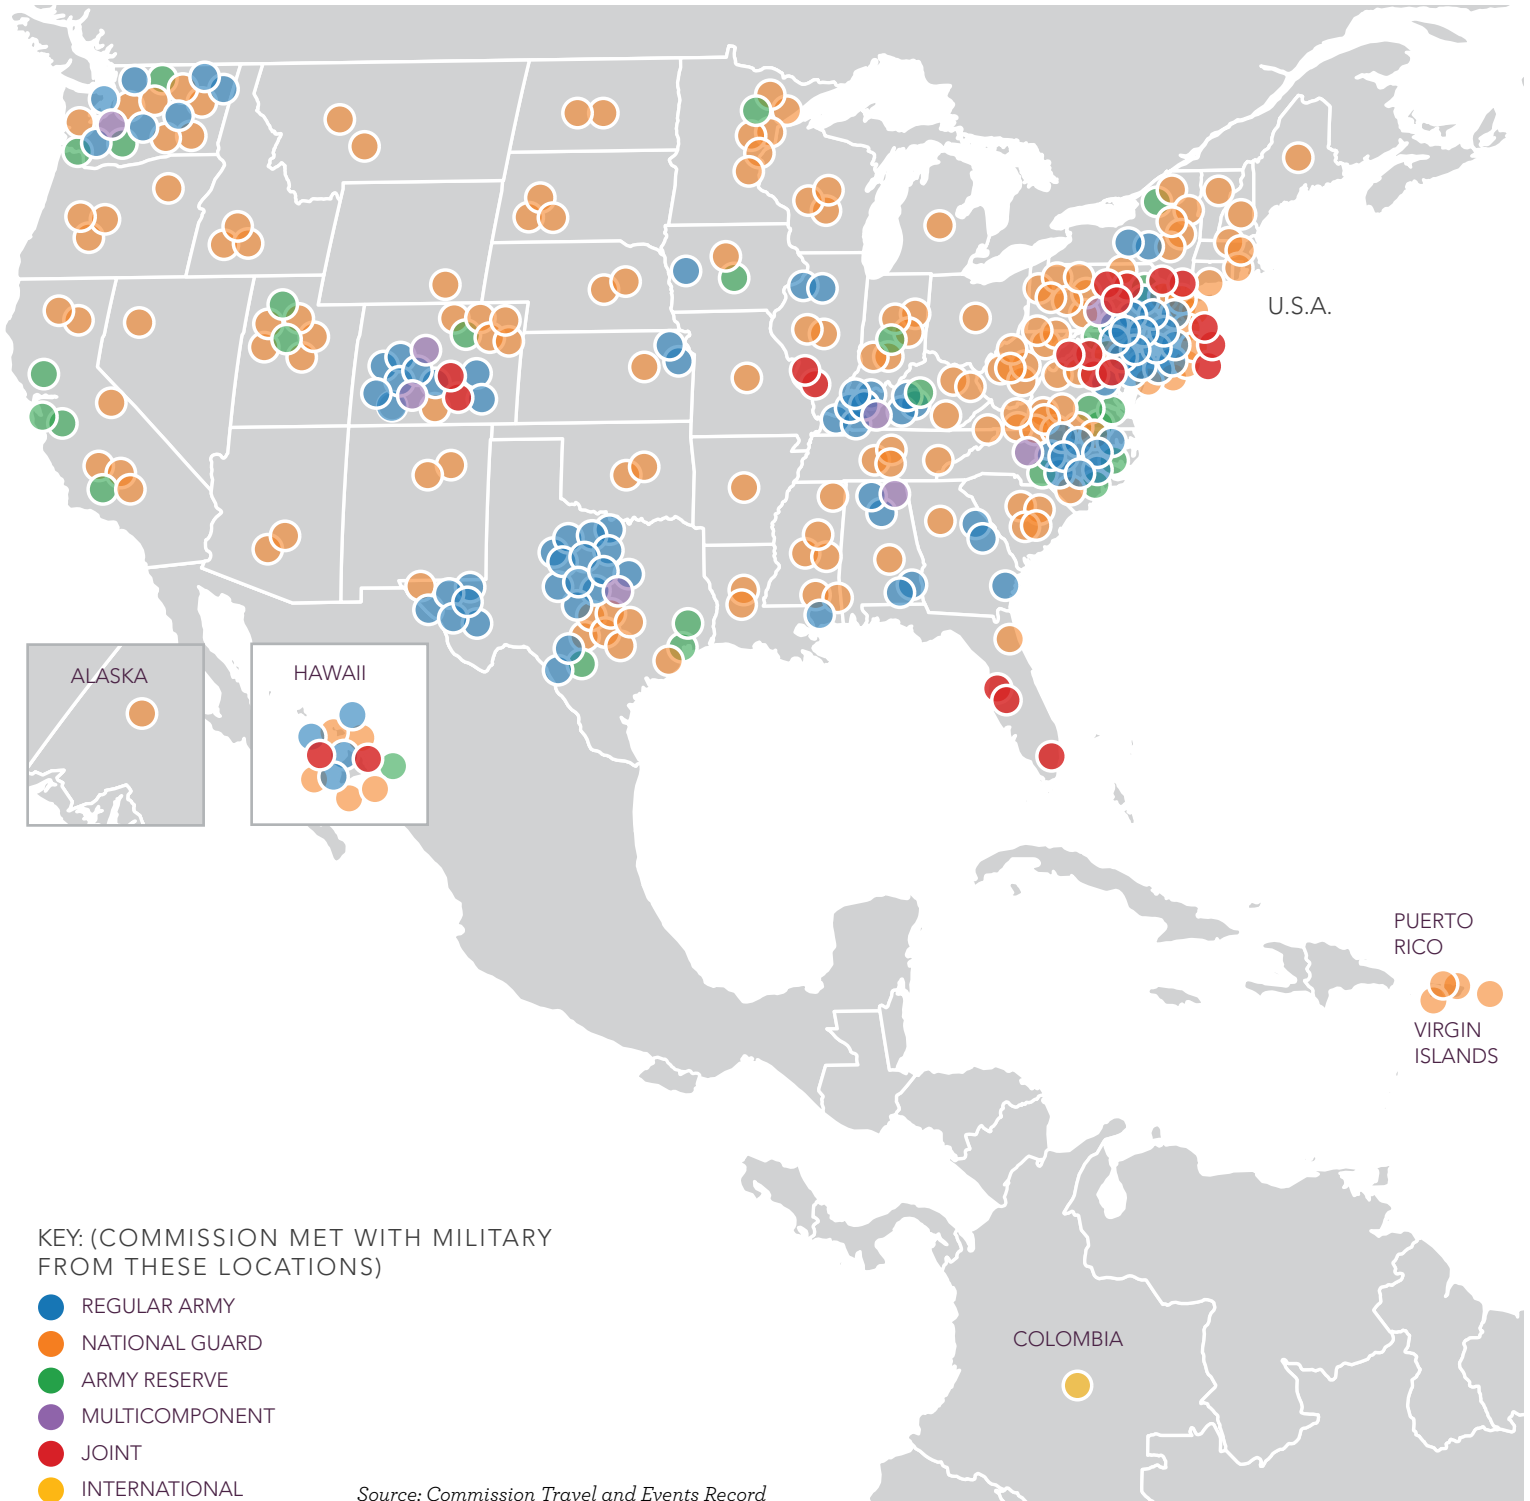 U.S.A.
ALASKA
HAWAII
PUERTO
RICO
VIRGIN
ISLANDS
COLOMBIA
KEY: (COMMISSION MET WITH MILITARY
FROM THESE LOCATIONS)
REGULAR ARMY
NATIONAL GUARD
ARMY RESERVE
MULTICOMPONENT
JOINT
INTERNATIONAL
Source: Commission Travel and Events Record